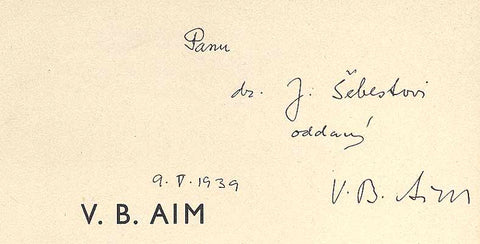 Panu
dr. J. Šebestovi
oddaný
9. V. 1939 V. B. Aim
V. B. AIM